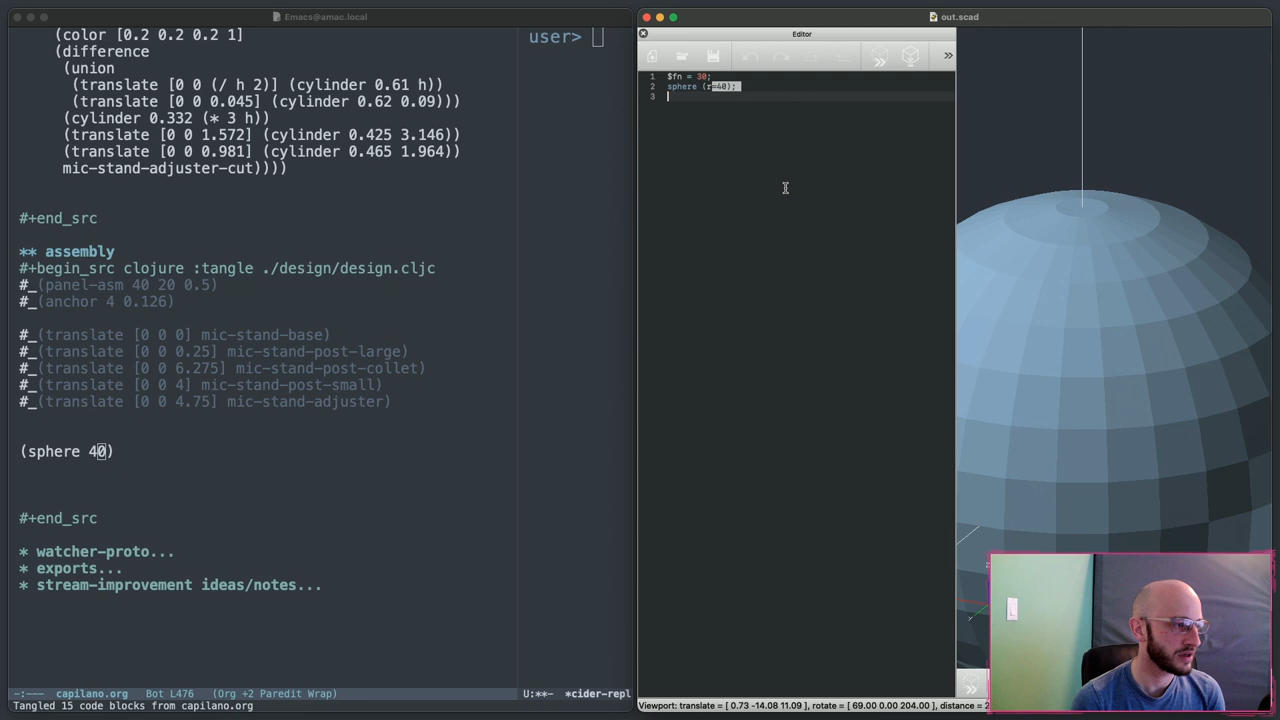 Emacs@amac.local
(color [0.2 0.2 0.2 1]
(difference
(union
(translate [0 0 (/ h 2)] (cylinder 0.61 h))
(translate [0 0 0.045] (cylinder 0.62 0.09)))
(cylinder 0.332 (* 3 h))
(translate [0 0 1.572] (cylinder 0.425 3.146))
(translate [0 0 0.981] (cylinder 0.465 1.964))
mic-stand-adjuster-cut))))
#+end_src
** assembly
#+begin_src clojure :tangle ./design/design.cljc
#_(panel-asm 40 20 0.5)
#_(anchor 4 0.126)
#_(translate [0 0 0] mic-stand-base)
#_(translate [0 0 0.25] mic-stand-post-large)
#_(translate [0 0 6.275] mic-stand-post-collet)
#_(translate [0 0 4] mic-stand-post-small)
#_(translate [0 0 4.75] mic-stand-adjuster)
(sphere 40)
#+end_src
* watcher-proto...
* exports...
* stream-improvement ideas/notes...
-:--- capilano.org Bot L476 (Org +2 Paredit Wrap)
Tangled 15 code blocks from capilano.org
user>
U:**- *cider-repl
out.scad
Editor
1 $fn = 30;
2 sphere (r=40);
3
Viewport: translate = [ 0.73 -14.08 11.09 ], rotate = [ 69.00 0.00 204.00 ], distance = 2